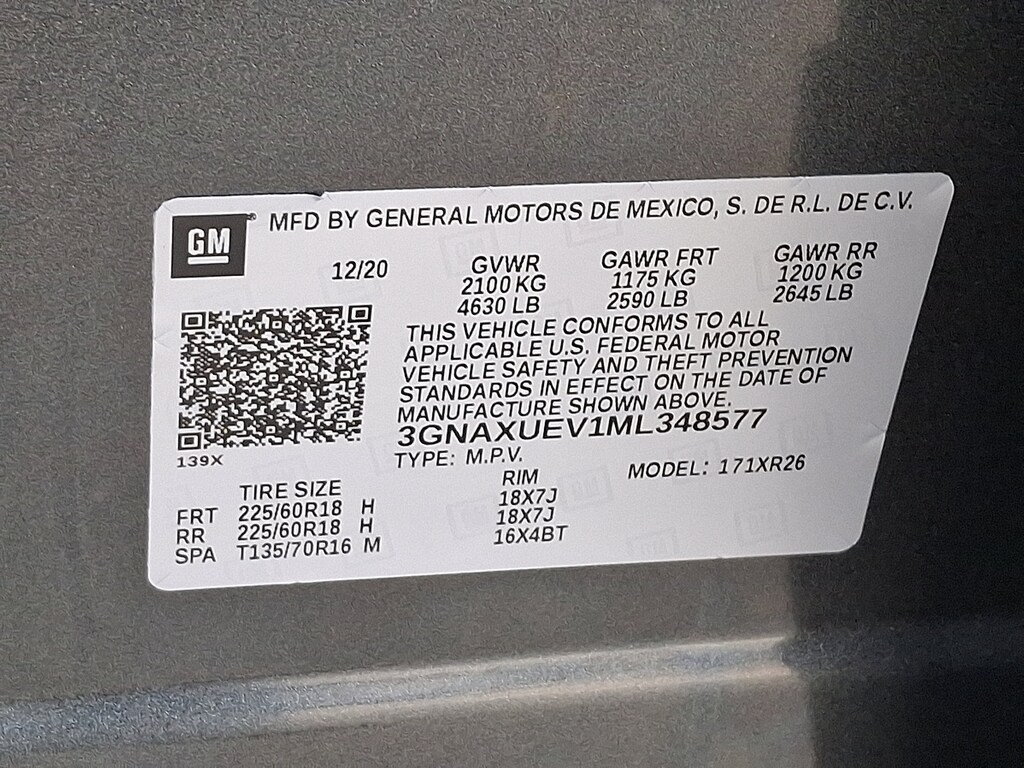 GM MFD BY GENERAL MOTORS DE MEXICO, S. DE R.L. DE C.V.
12/20 GVWR GAWR FRT GAWR RR
2100 KG 1175 KG 1200 KG
4630 LB 2590 LB 2645 LB
THIS VEHICLE CONFORMS TO ALL
APPLICABLE U.S. FEDERAL MOTOR
VEHICLE SAFETY AND THEFT PREVENTION
STANDARDS IN EFFECT ON THE DATE OF
MANUFACTURE SHOWN ABOVE.
3GNAXUEV1ML348577
139X
TYPE: M.P.V. MODEL: 171XR26
TIRE SIZE RIM
FRT 225/60R18 H 18X7J
RR 225/60R18 H 18X7J
SPA T135/70R16 M 16X4BT